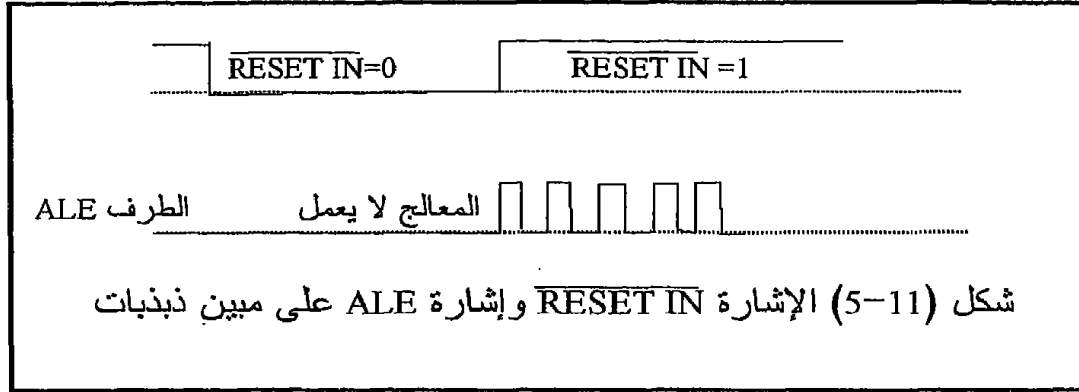 RESET IN=0 RESET IN =1
الطرف ALE المعالج لا يعمل
شكل (5-11) الإشارة RESET IN وإشارة ALE على مبين ذبذبات